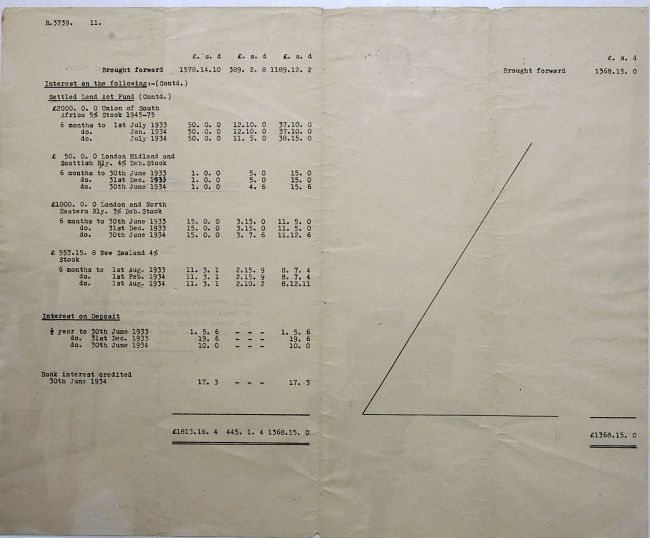 R.3739. 11.
£. s. d £. s. d £. s. d
Brought forward 1578.14.10 389. 2. 8 1189.12. 2
Interest on the following:-(Contd.)
Settled Land Act Fund (Contd.)
£2000. 0. 0 Union of South
Africa 5% Stock 1945-75
6 months to 1st July 1933 50. 0. 0 12.10. 0 37.10. 0
do. Jan. 1934 50. 0. 0 12.10. 0 37.10. 0
do. July 1934 50. 0. 0 11. 5. 0 38.15. 0
£ 50. 0. 0 London Midland and
Scottish Rly. 4% Deb.Stock
6 months to 30th June 1933 1. 0. 0 5. 0 15. 0
do. 31st Dec. 1933 1. 0. 0 5. 0 15. 0
do. 30th June 1934 1. 0. 0 4. 6 15. 6
£1000. 0. 0 London and North
Eastern Rly. 3% Deb.Stock
6 months to 30th June 1933 15. 0. 0 3.15. 0 11. 5. 0
do. 31st Dec. 1933 15. 0. 0 3.15. 0 11. 5. 0
do. 30th June 1934 15. 0. 0 3. 7. 6 11.12. 6
£ 557.15. 8 New Zealand 4%
Stock
6 months to 1st Aug. 1933 11. 3. 1 2.15. 9 8. 7. 4
do. 1st Feb. 1934 11. 3. 1 2.15. 9 8. 7. 4
do. 1st Aug. 1934 11. 3. 1 2.10. 2 8.12.11
Interest on Deposit
½ year to 30th June 1933 1. 5. 6 - - - 1. 5. 6
do. 31st Dec. 1933 19. 6 - - - 19. 6
do. 30th June 1934 10. 0 - - - 10. 0
Bank interest credited
30th June 1934 17. 3 - - - 17. 3
£1813.16. 4 445. 1. 4 1368.15. 0
£. s. d
Brought forward 1368.15. 0
£1368.15. 0